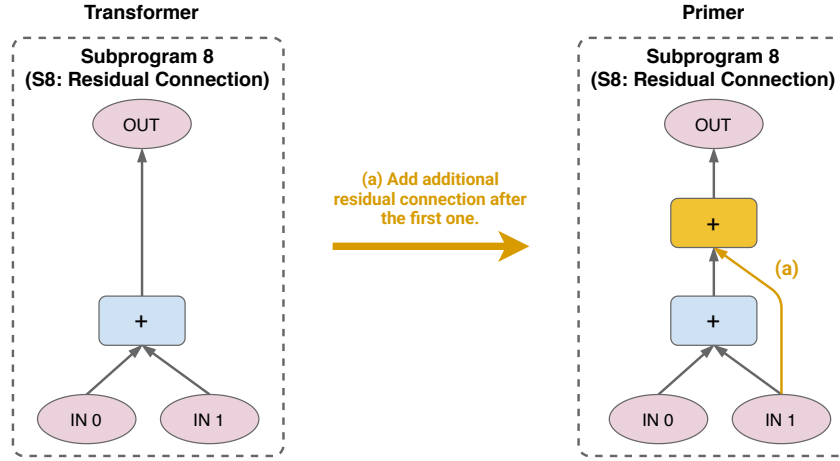 Transformer
Subprogram 8
(S8: Residual Connection)
OUT
+
IN 0
IN 1
(a) Add additional
residual connection after
the first one.
Primer
Subprogram 8
(S8: Residual Connection)
OUT
+
(a)
+
IN 0
IN 1